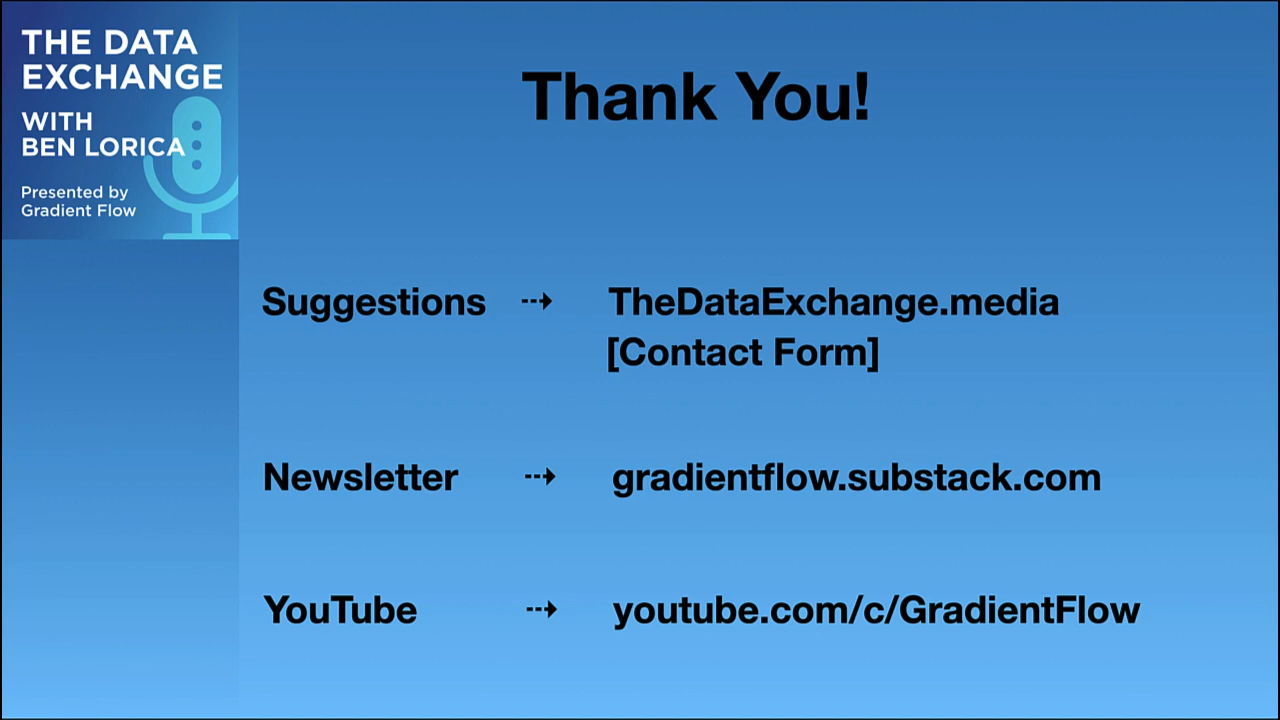 THE DATA
EXCHANGE
WITH
BEN LORICA
Presented by
Gradient Flow
Thank You!
Suggestions ⇢ TheDataExchange.media
[Contact Form]
Newsletter ⇢ gradientflow.substack.com
YouTube ⇢ youtube.com/c/GradientFlow